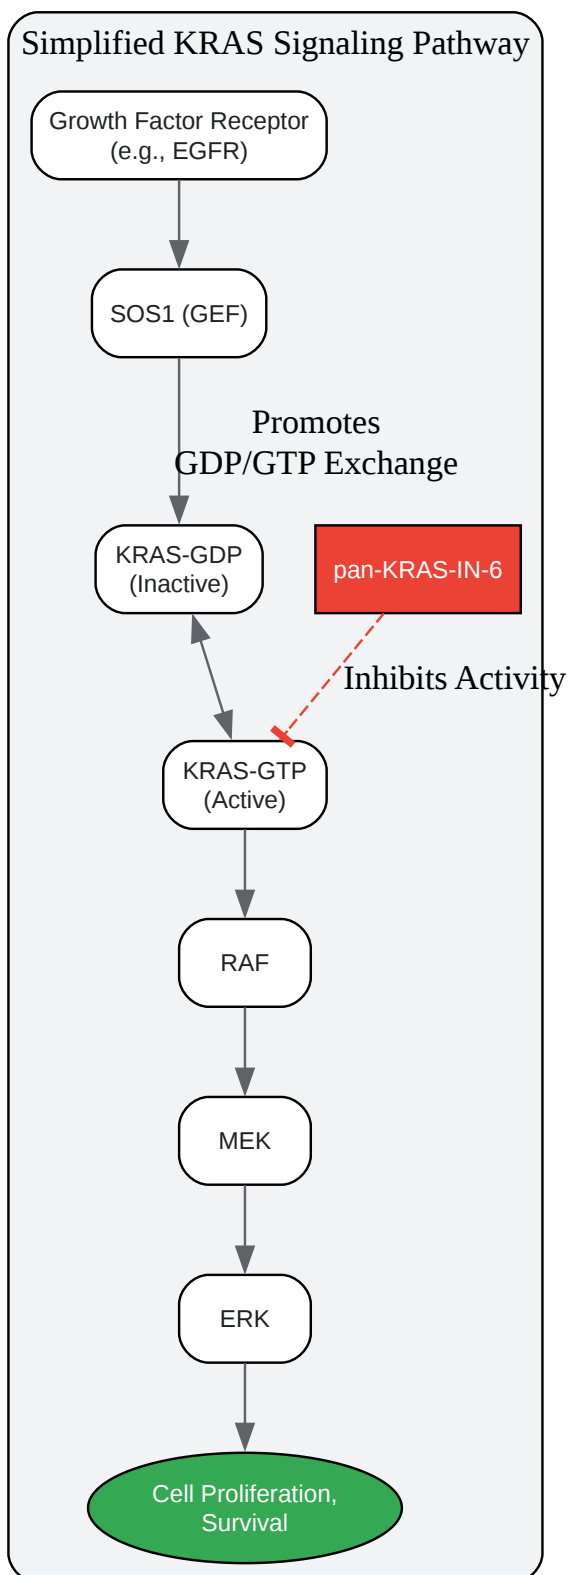 Simplified KRAS Signaling Pathway
Growth Factor Receptor
(e.g., EGFR)
SOS1 (GEF)
Promotes
GDP/GTP Exchange
KRAS-GDP
(Inactive)
pan-KRAS-IN-6
Inhibits Activity
KRAS-GTP
(Active)
RAF
MEK
ERK
Cell Proliferation,
Survival